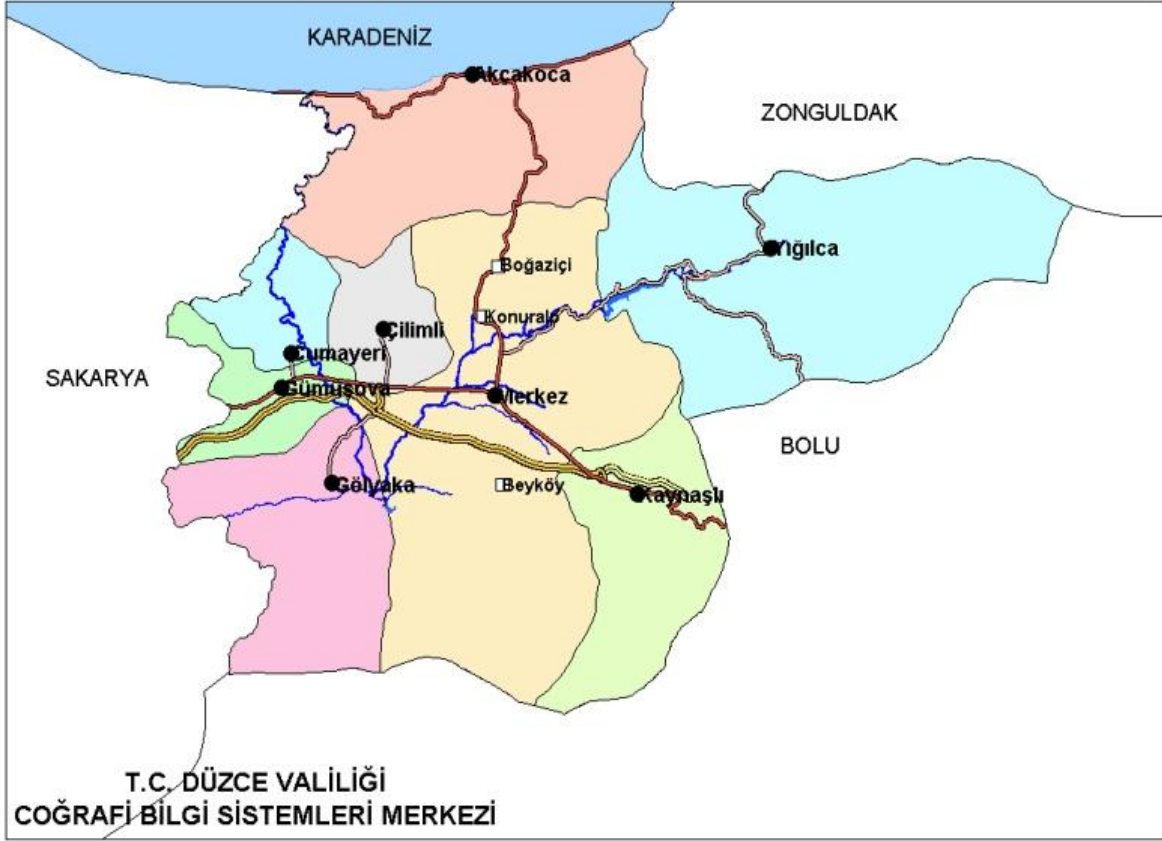 KARADENİZ
Akçakoca
ZONGULDAK
Yığılca
Boğaziçi
Konuralp
Çilimli
Cumayeri
SAKARYA
Gümüşova
Merkez
BOLU
Gölyaka
Beyköy
Kaynaşlı
T.C. DÜZCE VALİLİĞİ
COĞRAFİ BİLGİ SİSTEMLERİ MERKEZİ